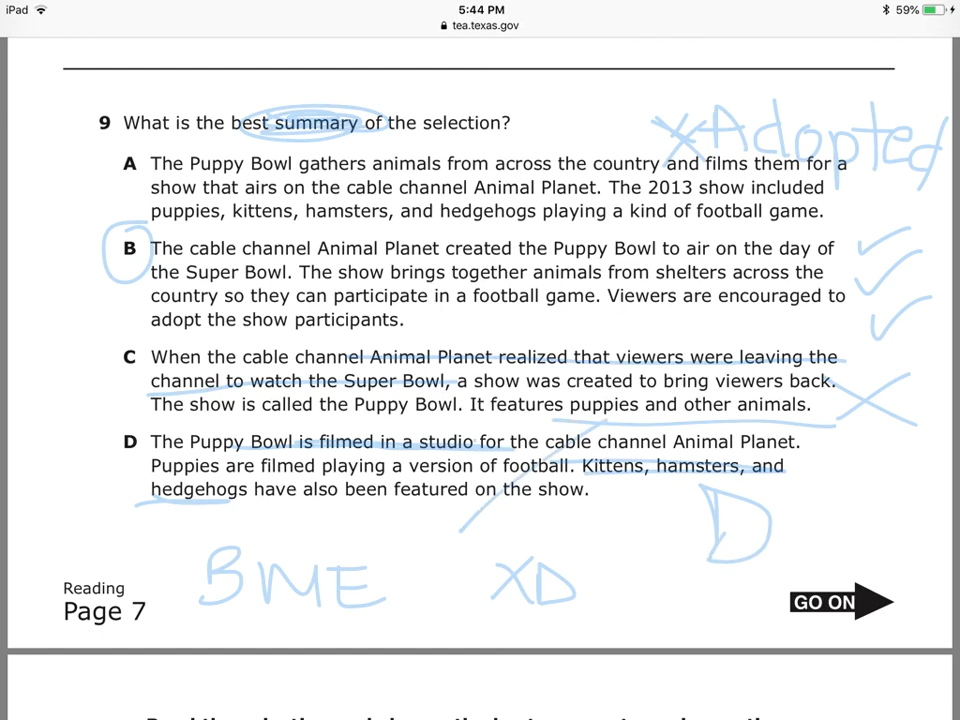 iPad 5:44 PM 59%
tea.texas.gov
9 What is the best summary of the selection?
xAdopted
A The Puppy Bowl gathers animals from across the country and films them for a
show that airs on the cable channel Animal Planet. The 2013 show included
puppies, kittens, hamsters, and hedgehogs playing a kind of football game.
B The cable channel Animal Planet created the Puppy Bowl to air on the day of
the Super Bowl. The show brings together animals from shelters across the
country so they can participate in a football game. Viewers are encouraged to
adopt the show participants.
C When the cable channel Animal Planet realized that viewers were leaving the
channel to watch the Super Bowl, a show was created to bring viewers back.
The show is called the Puppy Bowl. It features puppies and other animals.
D The Puppy Bowl is filmed in a studio for the cable channel Animal Planet.
Puppies are filmed playing a version of football. Kittens, hamsters, and
hedgehogs have also been featured on the show.
D
BME XD
Reading
Page 7
GO ON